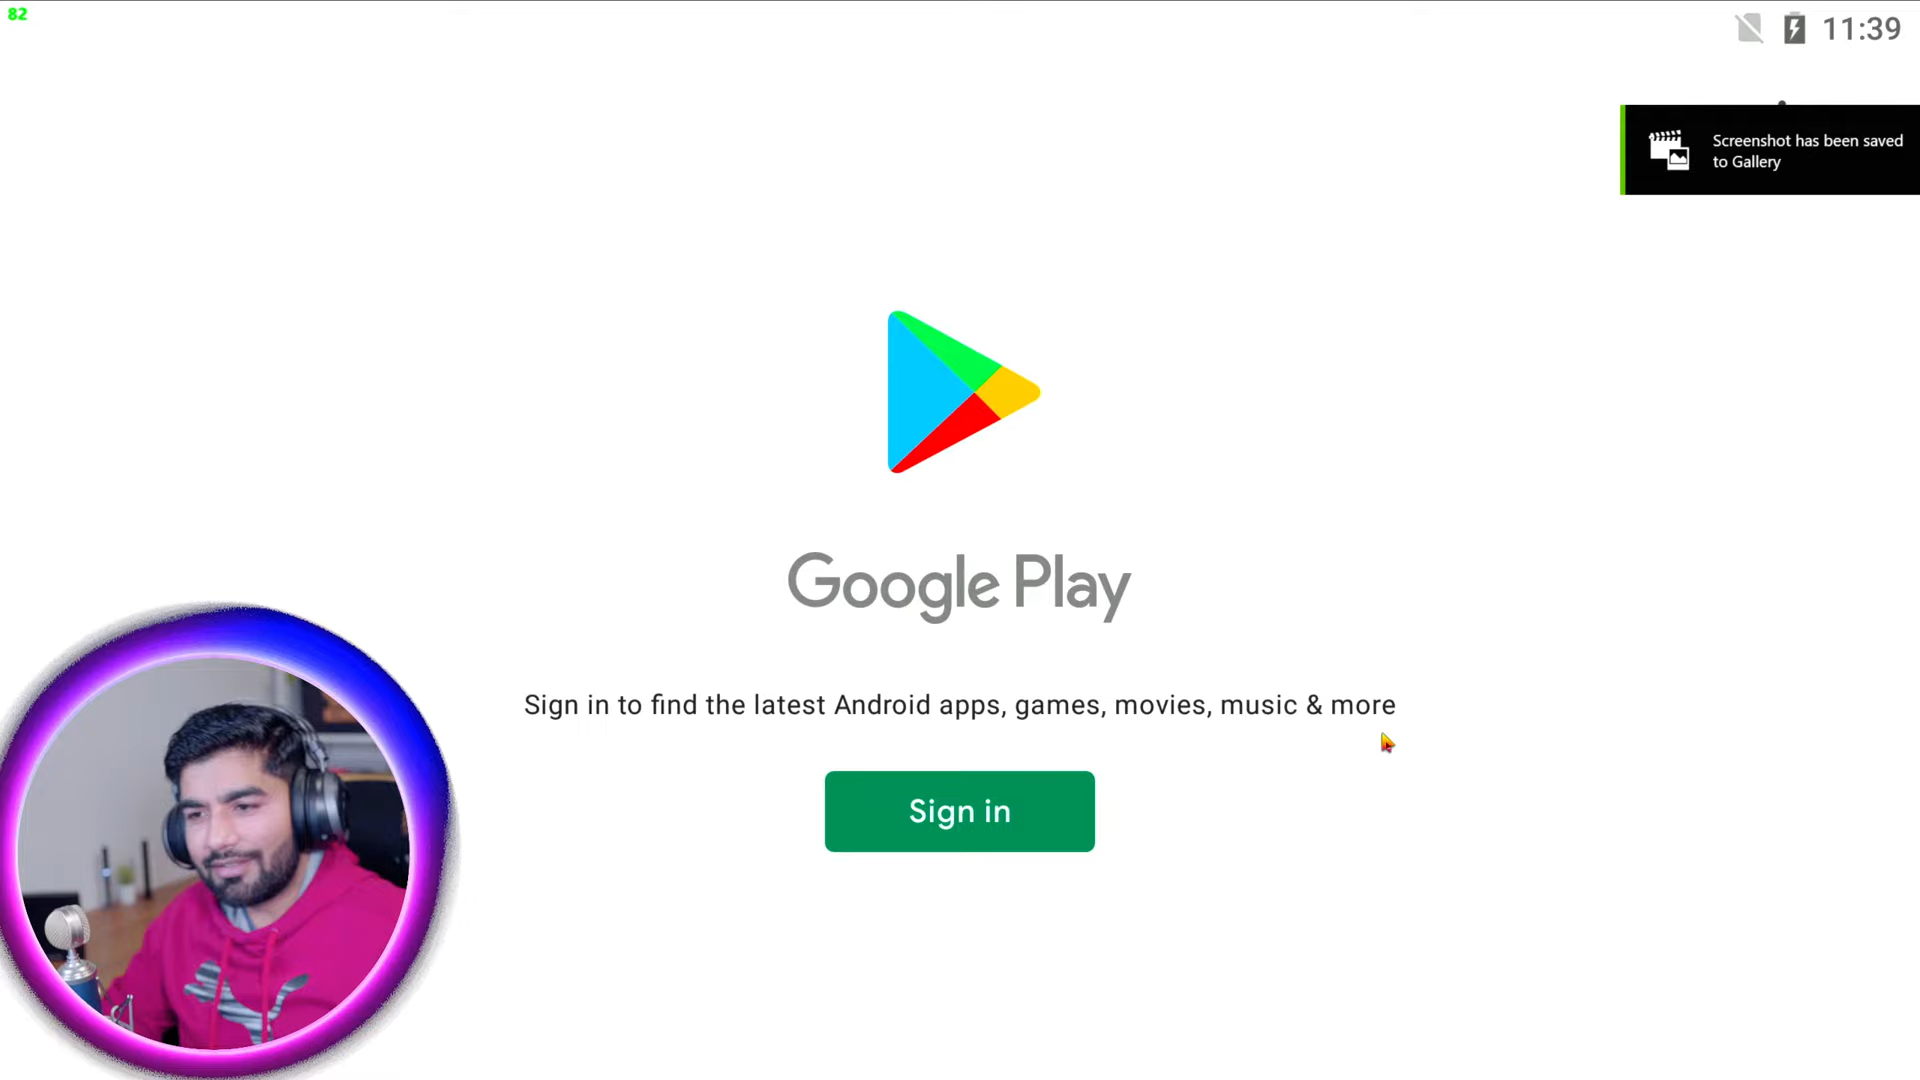 82
11:39
Screenshot has been saved
to Gallery
Google Play
Sign in to find the latest Android apps, games, movies, music & more
Sign in